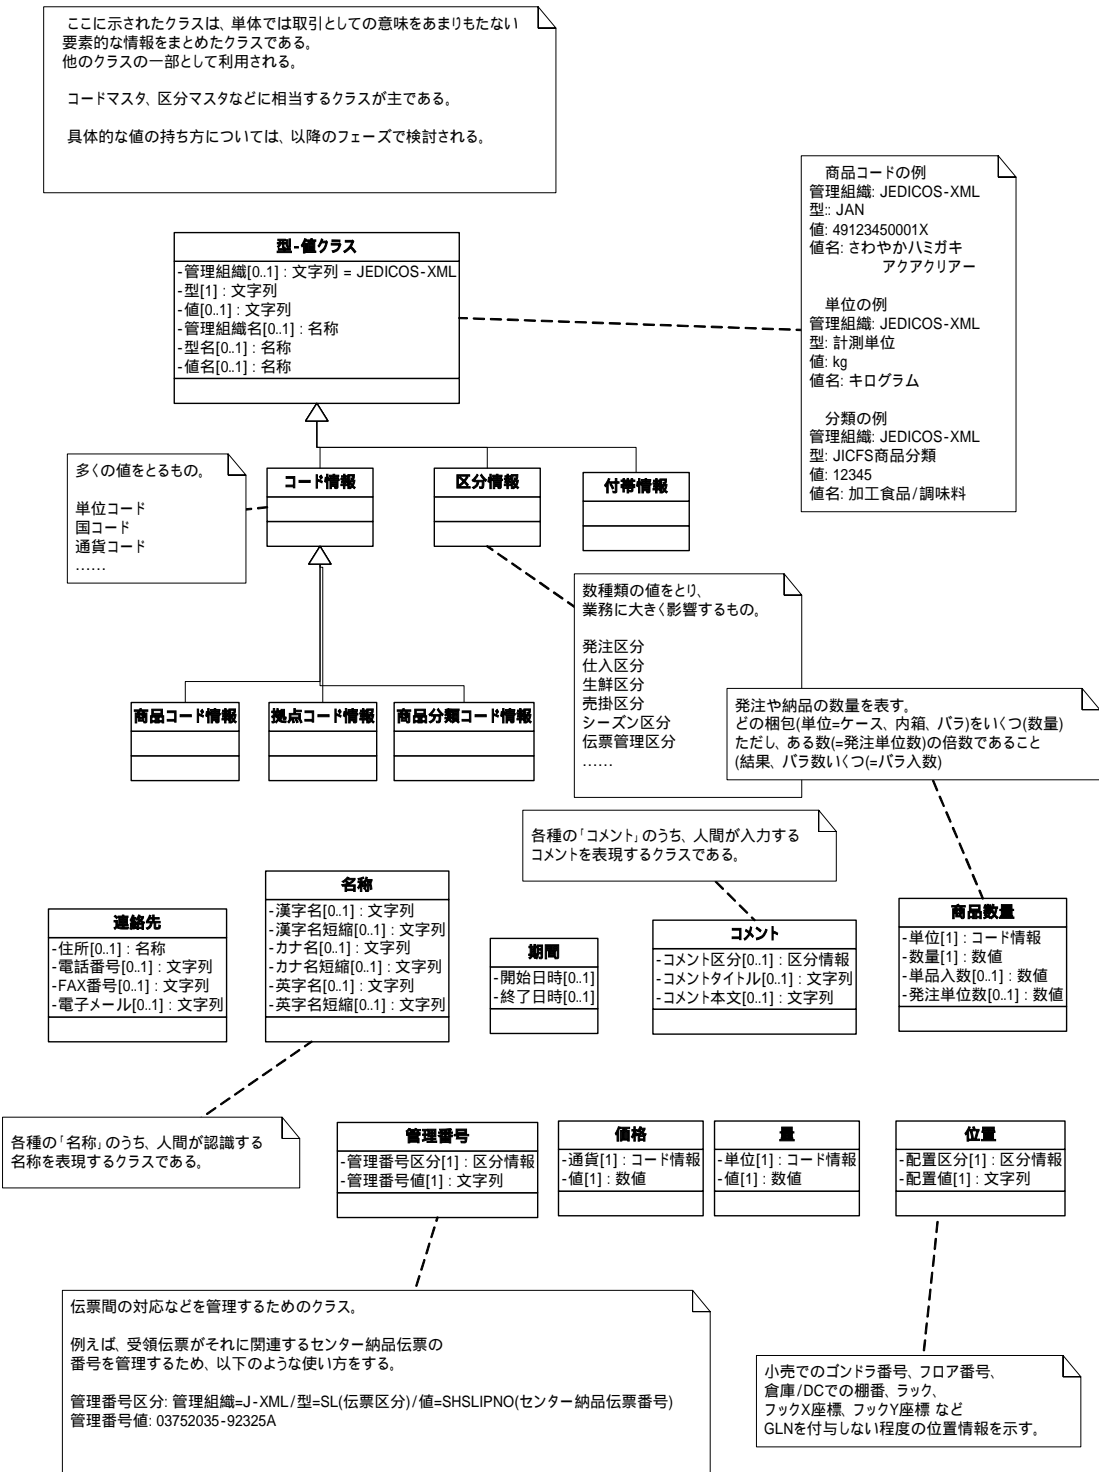 ここに示されたクラスは、単体では取引としての意味をあまりもたない
要素的な情報をまとめたクラスである。
他のクラスの一部として利用される。
コードマスタ、区分マスタなどに相当するクラスが主である。
具体的な値の持ち方については、以降のフェーズで検討される。
商品コードの例
管理組織: JEDICOS-XML
型:: JAN
値: 49123450001X
値名: さわやかハミガキ
アクアクリアー
単位の例
管理組織: JEDICOS-XML
型: 計測単位
値: kg
値名: キログラム
分類の例
管理組織: JEDICOS-XML
型: JICFS商品分類
値: 12345
値名: 加工食品/調味料
型-値クラス
-管理組織[0..1] : 文字列 = JEDICOS-XML
-型[1] : 文字列
-値[0..1] : 文字列
-管理組織名[0..1] : 名称
-型名[0..1] : 名称
-値名[0..1] : 名称
多くの値をとるもの。
単位コード
国コード
通貨コード
……
コード情報
区分情報
付帯情報
数種類の値をとり、
業務に大きく影響するもの。
発注区分
仕入区分
生鮮区分
売掛区分
シーズン区分
伝票管理区分
……
商品コード情報
拠点コード情報
商品分類コード情報
発注や納品の数量を表す。
どの梱包(単位=ケース、内箱、バラ)をいくつ(数量)
ただし、ある数(=発注単位数)の倍数であること
(結果、バラ数いくつ(=バラ入数)
各種の「コメント」のうち、人間が入力する
コメントを表現するクラスである。
連絡先
-住所[0..1] : 名称
-電話番号[0..1] : 文字列
-FAX番号[0..1] : 文字列
-電子メール[0..1] : 文字列
名称
-漢字名[0..1] : 文字列
-漢字名短縮[0..1] : 文字列
-カナ名[0..1] : 文字列
-カナ名短縮[0..1] : 文字列
-英字名[0..1] : 文字列
-英字名短縮[0..1] : 文字列
期間
-開始日時[0..1]
-終了日時[0..1]
コメント
-コメント区分[0..1] : 区分情報
-コメントタイトル[0..1] : 文字列
-コメント本文[0..1] : 文字列
商品数量
-単位[1] : コード情報
-数量[1] : 数値
-単品入数[0..1] : 数値
-発注単位数[0..1] : 数値
各種の「名称」のうち、人間が認識する
名称を表現するクラスである。
管理番号
-管理番号区分[1] : 区分情報
-管理番号値[1] : 文字列
価格
-通貨[1] : コード情報
-値[1] : 数値
量
-単位[1] : コード情報
-値[1] : 数値
位置
-配置区分[1] : 区分情報
-配置値[1] : 文字列
伝票間の対応などを管理するためのクラス。
例えば、受領伝票がそれに関連するセンター納品伝票の
番号を管理するため、以下のような使い方をする。
管理番号区分: 管理組織=J-XML/型=SL(伝票区分)/値=SHSLIPNO(センター納品伝票番号)
管理番号値: 03752035-92325A
小売でのゴンドラ番号、フロア番号、
倉庫/DCでの棚番、ラック、
フックX座標、フックY座標 など
GLNを付与しない程度の位置情報を示す。